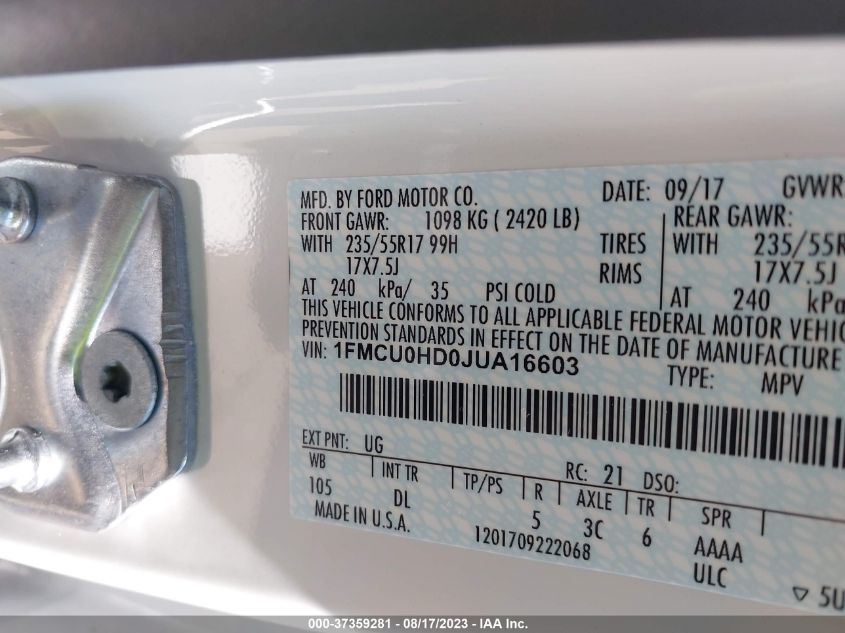 MFD. BY FORD MOTOR CO. DATE: 09/17 GVWR
FRONT GAWR: 1098 KG ( 2420 LB) REAR GAWR:
WITH 235/55R17 99H TIRES WITH 235/55R
17X7.5J RIMS 17X7.5J
AT 240 kPa/ 35 PSI COLD AT 240 kPa
THIS VEHICLE CONFORMS TO ALL APPLICABLE FEDERAL MOTOR VEHIC
PREVENTION STANDARDS IN EFFECT ON THE DATE OF MANUFACTURE
VIN: 1FMCU0HD0JUA16603 TYPE: MPV
EXT PNT: UG RC: 21 DSO:
WB INT TR TP/PS R AXLE TR SPR
105 DL 5 3C 6 AAAA
MADE IN U.S.A. 1201709222068 ULC
▽ 5U
000-37359281 - 08/17/2023 - IAA Inc.